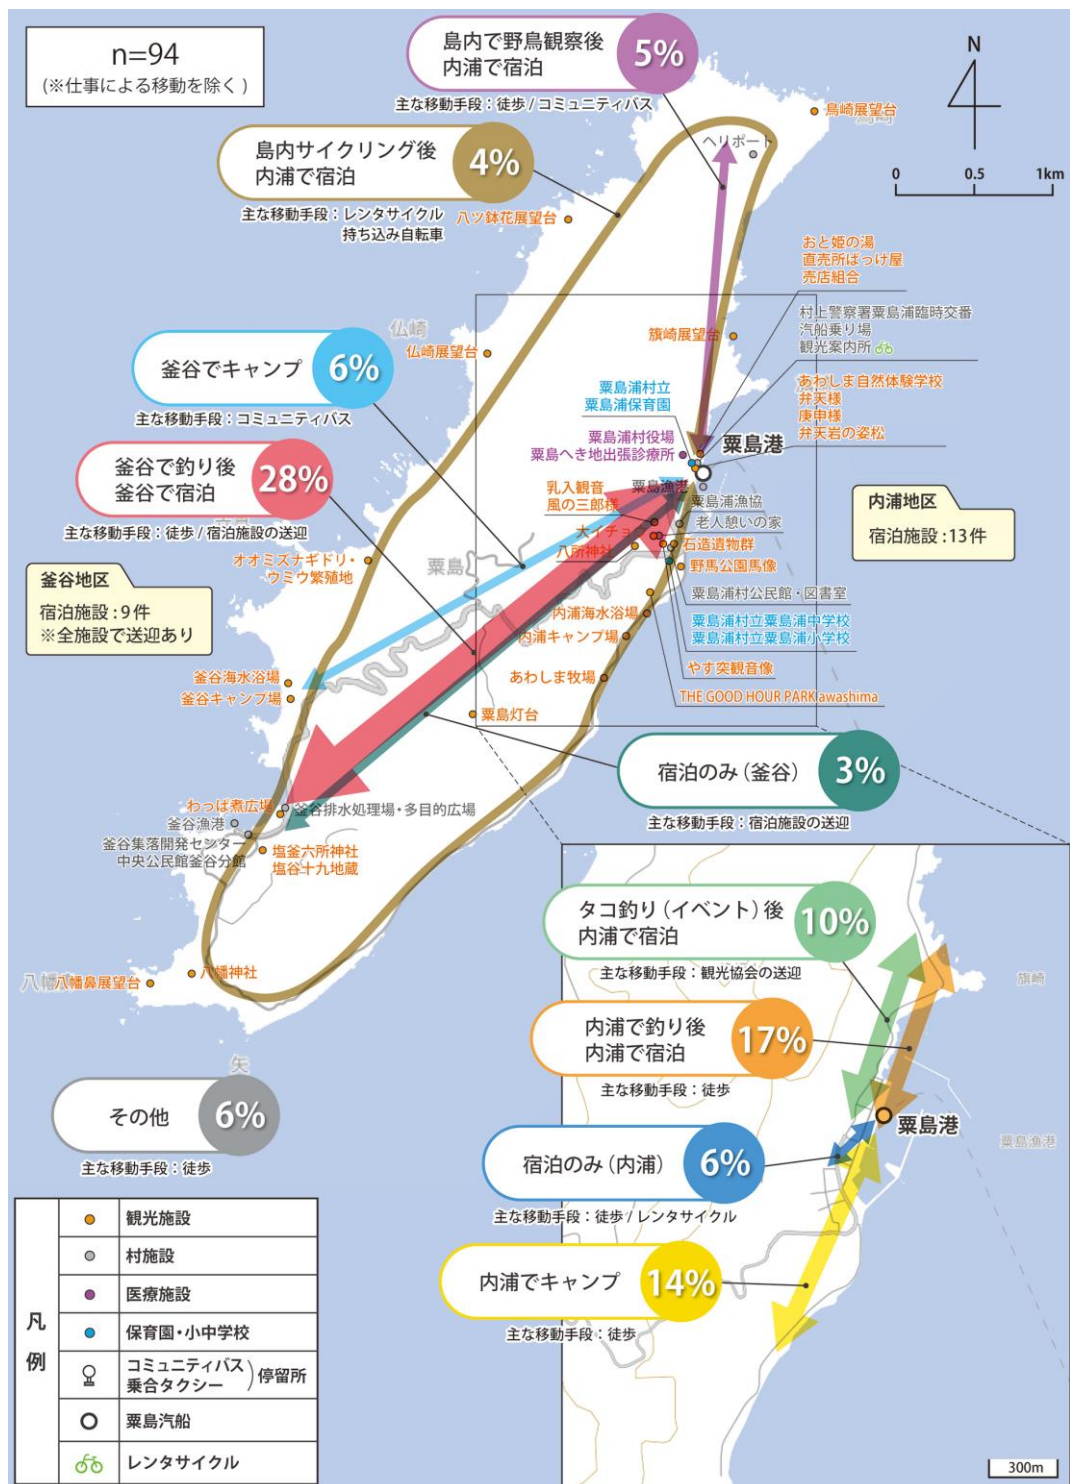 n=94
(※仕事による移動を除く)
島内で野鳥観察後
内浦で宿泊
5%
主な移動手段：徒歩 / コミュニティバス
N
0 0.5 1km
鳥崎展望台
ヘリポート
島内サイクリング後
内浦で宿泊
4%
主な移動手段：レンタサイクル
持ち込み自転車
八ツ鉢花展望台
おと姫の湯
直売所ばっけ屋
売店組合
村上警察署粟島浦臨時交番
汽船乗り場
観光案内所
旗崎展望台
仏崎
仏崎展望台
釜谷でキャンプ
6%
主な移動手段：コミュニティバス
粟島浦村立
粟島浦保育園
あわしま自然体験学校
弁天様
庚申様
弁天岩の姿松
粟島浦村役場
粟島へき地出張診療所
粟島港
釜谷で釣り後
釜谷で宿泊
28%
主な移動手段：徒歩 / 宿泊施設の送迎
乳入観音
風の三郎様
粟島漁港
粟島浦漁協
老人憩いの家
大イチョウ
八所神社
石造遺物群
野馬公園馬像
内浦地区
宿泊施設：13件
オオミズナギドリ・
ウミウ繁殖地
粟島
粟島浦村公民館・図書室
釜谷地区
宿泊施設：9件
※全施設で送迎あり
内浦海水浴場
粟島浦村立粟島浦中学校
粟島浦村立粟島浦小学校
内浦キャンプ場
やす突観音像
あわしま牧場
THE GOOD HOUR PARK awashima
釜谷海水浴場
釜谷キャンプ場
粟島灯台
宿泊のみ（釜谷）
3%
主な移動手段：宿泊施設の送迎
わっぱ煮広場
釜谷排水処理場・多目的広場
釜谷漁港
釜谷集落開発センター
中央公民館釜谷分館
塩釜六所神社
塩谷十九地蔵
八幡神社
八幡鼻展望台
矢
タコ釣り（イベント）後
内浦で宿泊
10%
主な移動手段：観光協会の送迎
旗崎
内浦で釣り後
内浦で宿泊
17%
主な移動手段：徒歩
その他
6%
主な移動手段：徒歩
粟島港
粟島漁港
宿泊のみ（内浦）
6%
主な移動手段：徒歩 / レンタサイクル
内浦でキャンプ
14%
主な移動手段：徒歩
凡例
観光施設
村施設
医療施設
保育園・小中学校
コミュニティバス
乗合タクシー
停留所
粟島汽船
レンタサイクル
300m